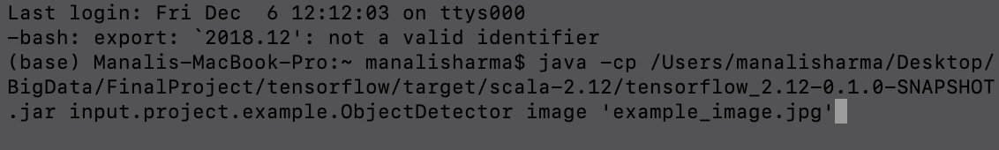 Last login: Fri Dec  6 12:12:03 on ttys000
-bash: export: `2018.12': not a valid identifier
(base) Manalis-MacBook-Pro:~ manalisharma$ java -cp /Users/manalisharma/Desktop/
BigData/FinalProject/tensorflow/target/scala-2.12/tensorflow_2.12-0.1.0-SNAPSHOT
.jar input.project.example.ObjectDetector image 'example_image.jpg'